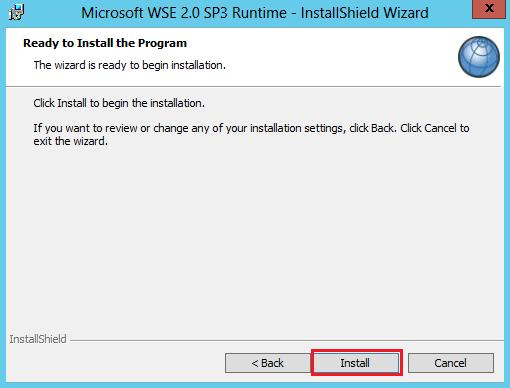 Microsoft WSE 2.0 SP3 Runtime - InstallShield Wizard
X
Ready to Install the Program
The wizard is ready to begin installation.
Click Install to begin the installation.
If you want to review or change any of your installation settings, click Back. Click Cancel to
exit the wizard.
InstallShield
< Back
Install
Cancel